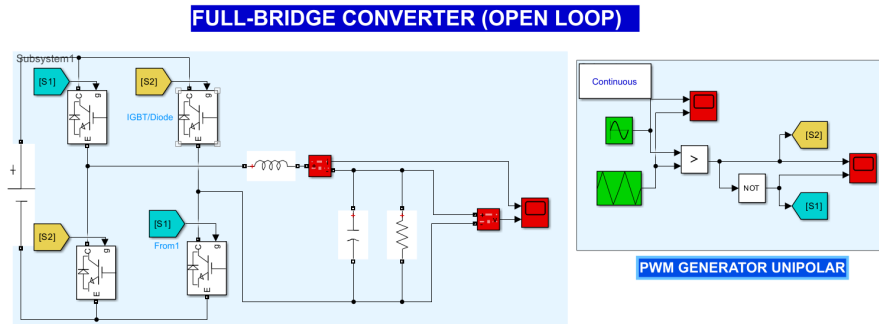 FULL-BRIDGE CONVERTER (OPEN LOOP)
Subsystem1
[S1]
[S2]
IGBT/Diode
C
g
E
C
g
E
[S2]
[S1]
From1
C
g
E
C
g
E
Continuous
>
NOT
[S2]
[S1]
PWM GENERATOR UNIPOLAR